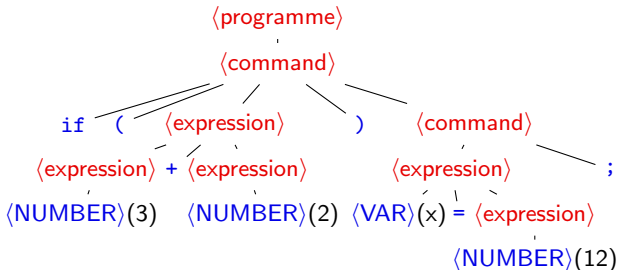 ⟨programme⟩
⟨command⟩
if ( ⟨expression⟩ ) ⟨command⟩
⟨expression⟩ + ⟨expression⟩ ⟨expression⟩ ;
⟨NUMBER⟩(3) ⟨NUMBER⟩(2) ⟨VAR⟩(x) = ⟨expression⟩
⟨NUMBER⟩(12)